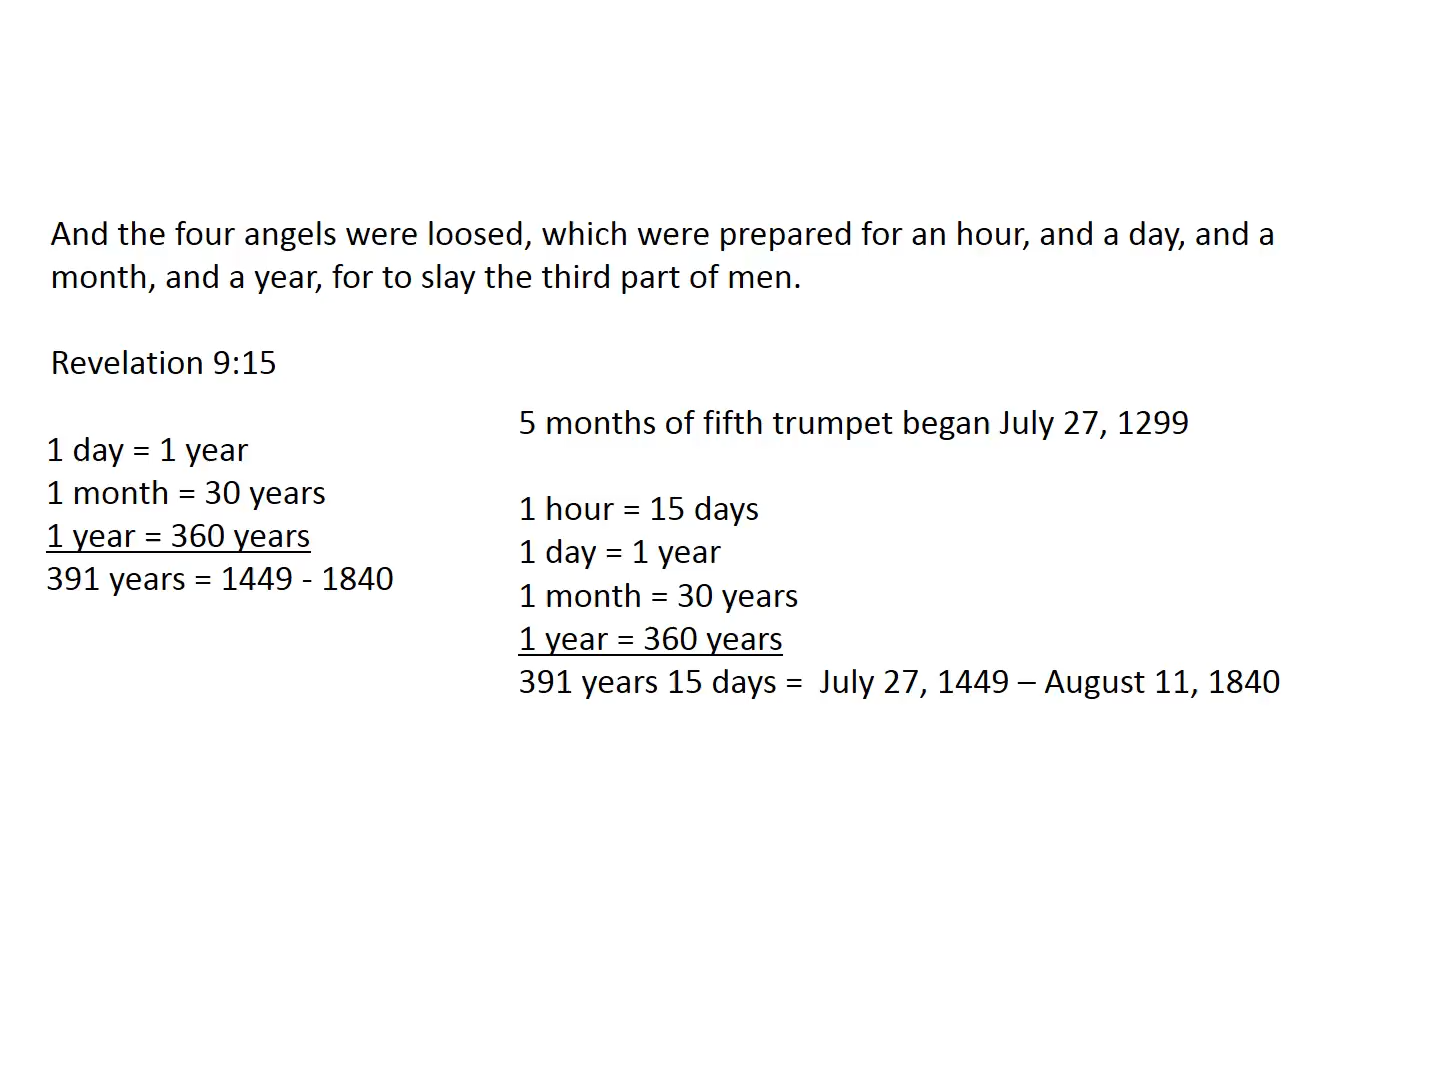 And the four angels were loosed, which were prepared for an hour, and a day, and a
month, and a year, for to slay the third part of men.
Revelation 9:15
1 day = 1 year
1 month = 30 years
1 year = 360 years
391 years = 1449 - 1840
5 months of fifth trumpet began July 27, 1299
1 hour = 15 days
1 day = 1 year
1 month = 30 years
1 year = 360 years
391 years 15 days =  July 27, 1449 – August 11, 1840